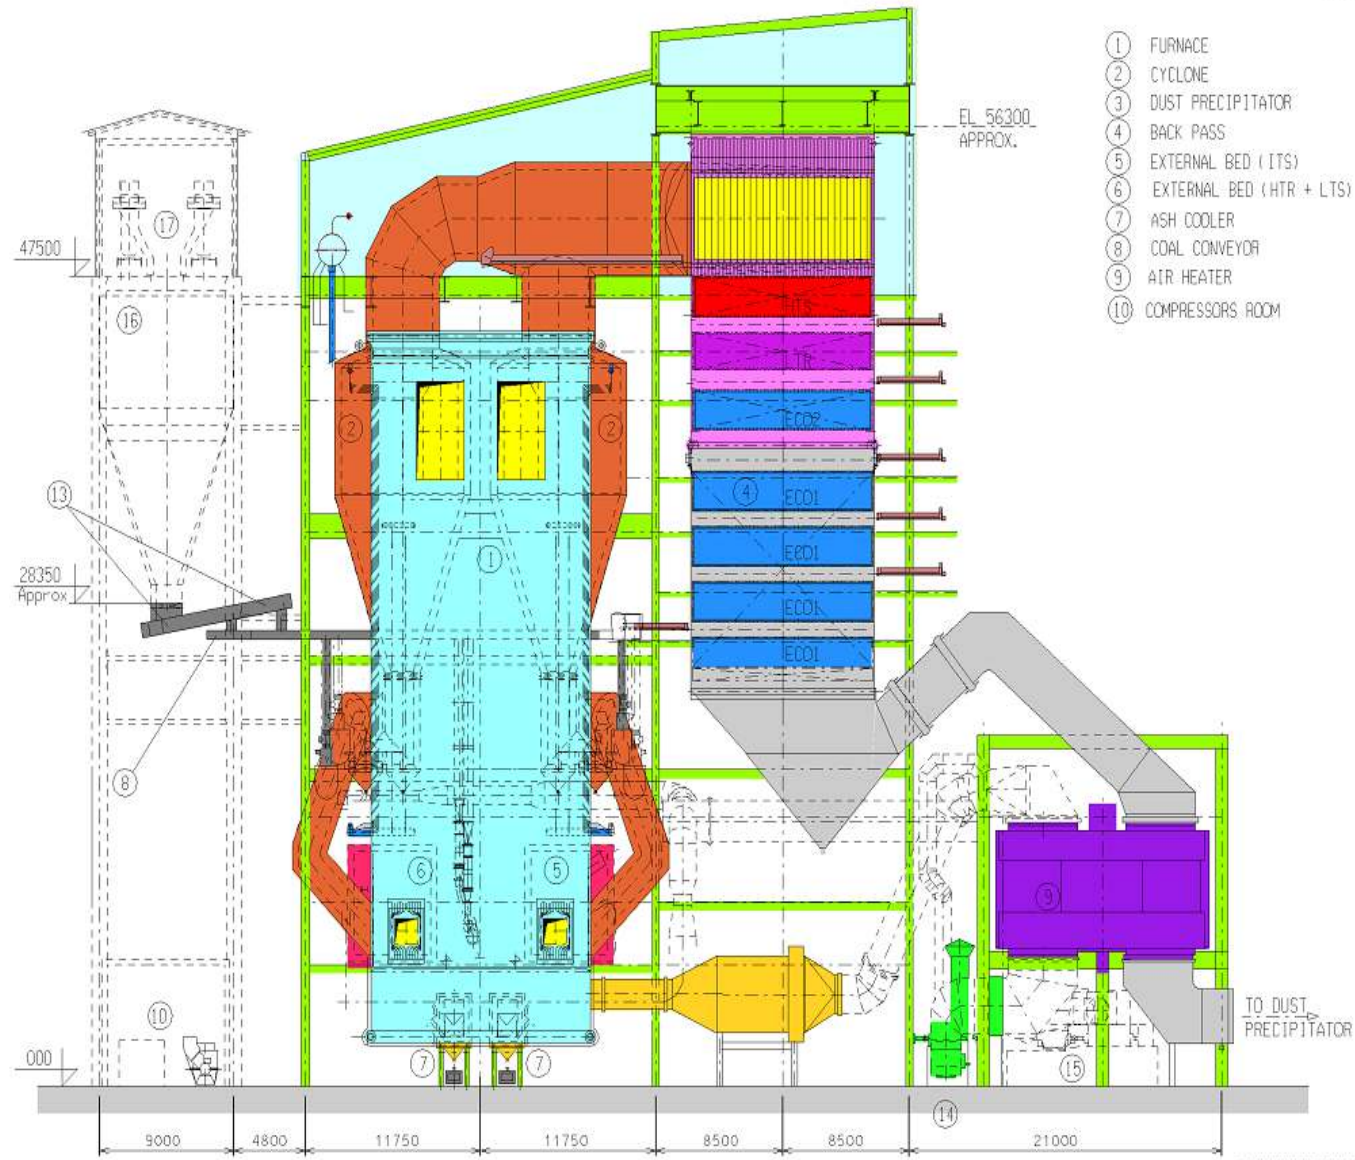 1 FURNACE
2 CYCLONE
3 DUST PRECIPITATOR
4 BACK PASS
5 EXTERNAL BED (ITS)
6 EXTERNAL BED (HTR + LTS)
7 ASH COOLER
8 COAL CONVEYOR
9 AIR HEATER
10 COMPRESSORS ROOM
EL 56300
APPROX.
17
47500
16
HTS
LTR
ECO2
2
2
4
ECO1
13
1
ECO1
28350
Approx
ECO1
ECO1
8
6
5
9
10
TO DUST
PRECIPITATOR
000
7
7
15
14
9000
4800
11750
11750
8500
8500
21000